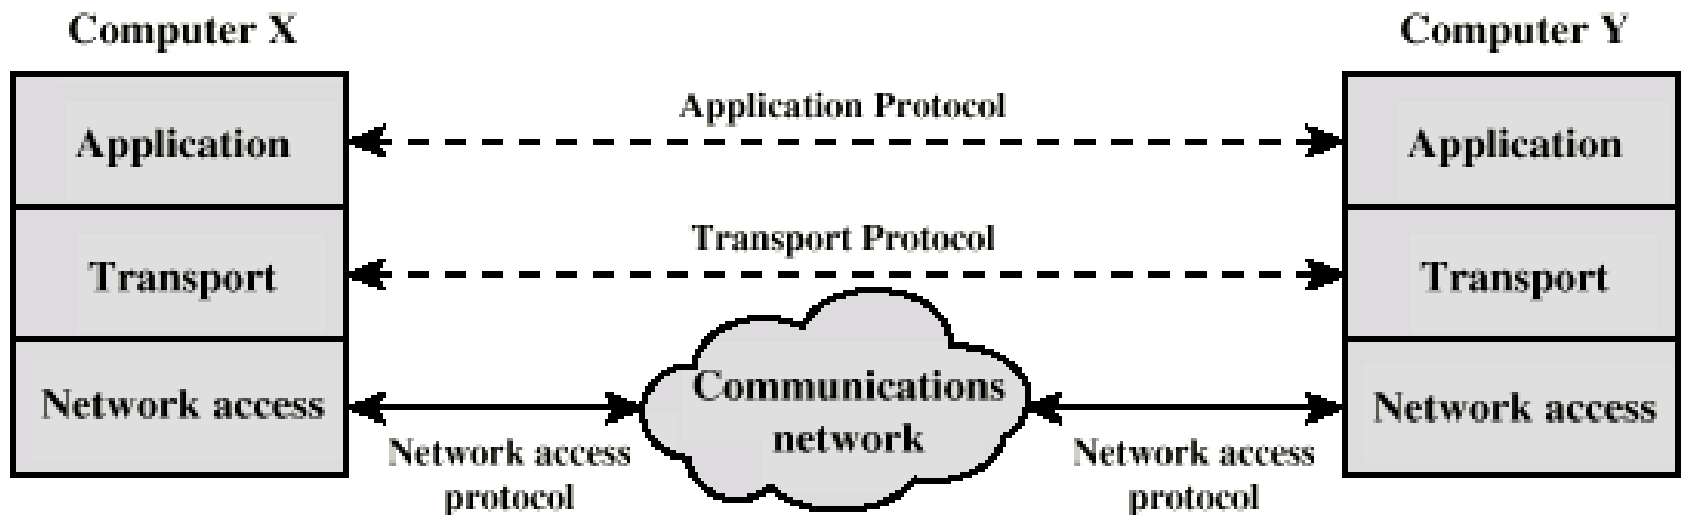 Computer X
Computer Y
Application Protocol
Application
Application
Transport Protocol
Transport
Transport
Network access
Communications
network
Network access
Network access
protocol
Network access
protocol